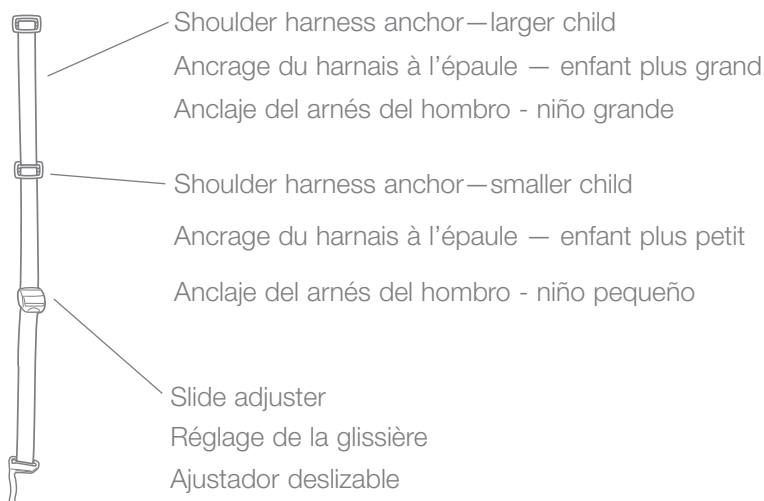 Shoulder harness anchor—larger child
Ancrage du harnais à l’épaule — enfant plus grand
Anclaje del arnés del hombro - niño grande
Shoulder harness anchor—smaller child
Ancrage du harnais à l’épaule — enfant plus petit
Anclaje del arnés del hombro - niño pequeño
Slide adjuster
Réglage de la glissière
Ajustador deslizable